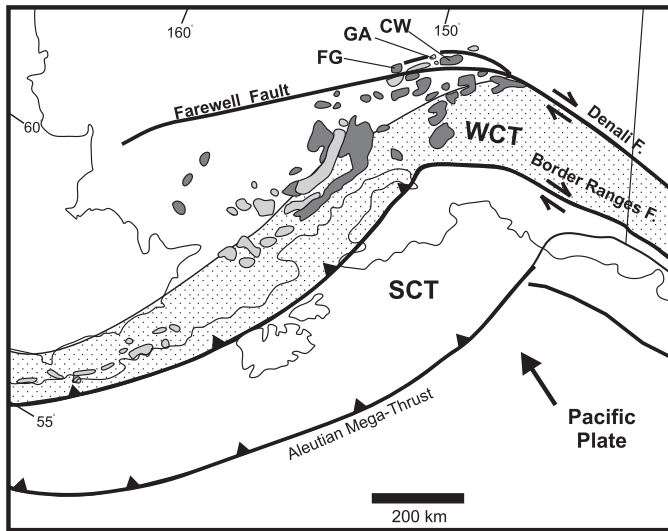 160°
150°
CW
GA
FG
Farewell Fault
60°
WCT
Denali F.
Border Ranges F.
SCT
55°
Aleutian Mega-Thrust
Pacific
Plate
200 km